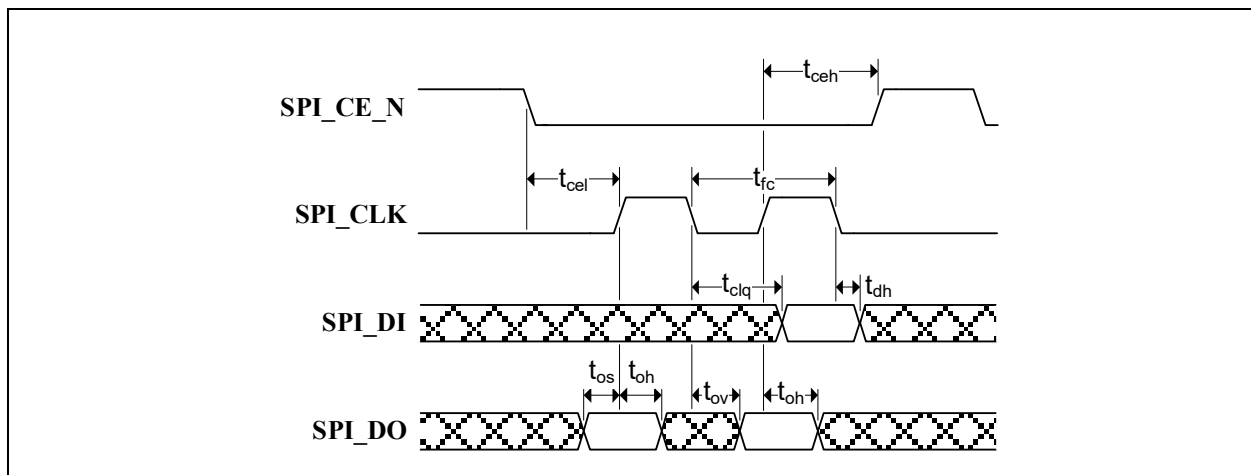 t_ceh
SPI_CE_N
t_cel
t_fc
SPI_CLK
t_clq
t_dh
SPI_DI
t_os t_oh t_ov t_oh
SPI_DO